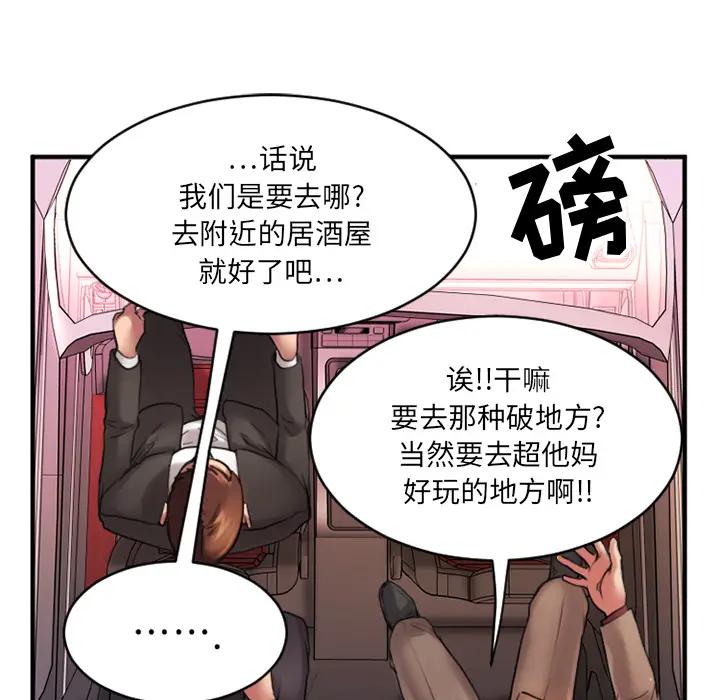 ...话说
我们是要去哪?
去附近的居酒屋
就好了吧...
磅
诶!!干嘛
要去那种破地方?
当然要去超他妈
好玩的地方啊!!
·······.